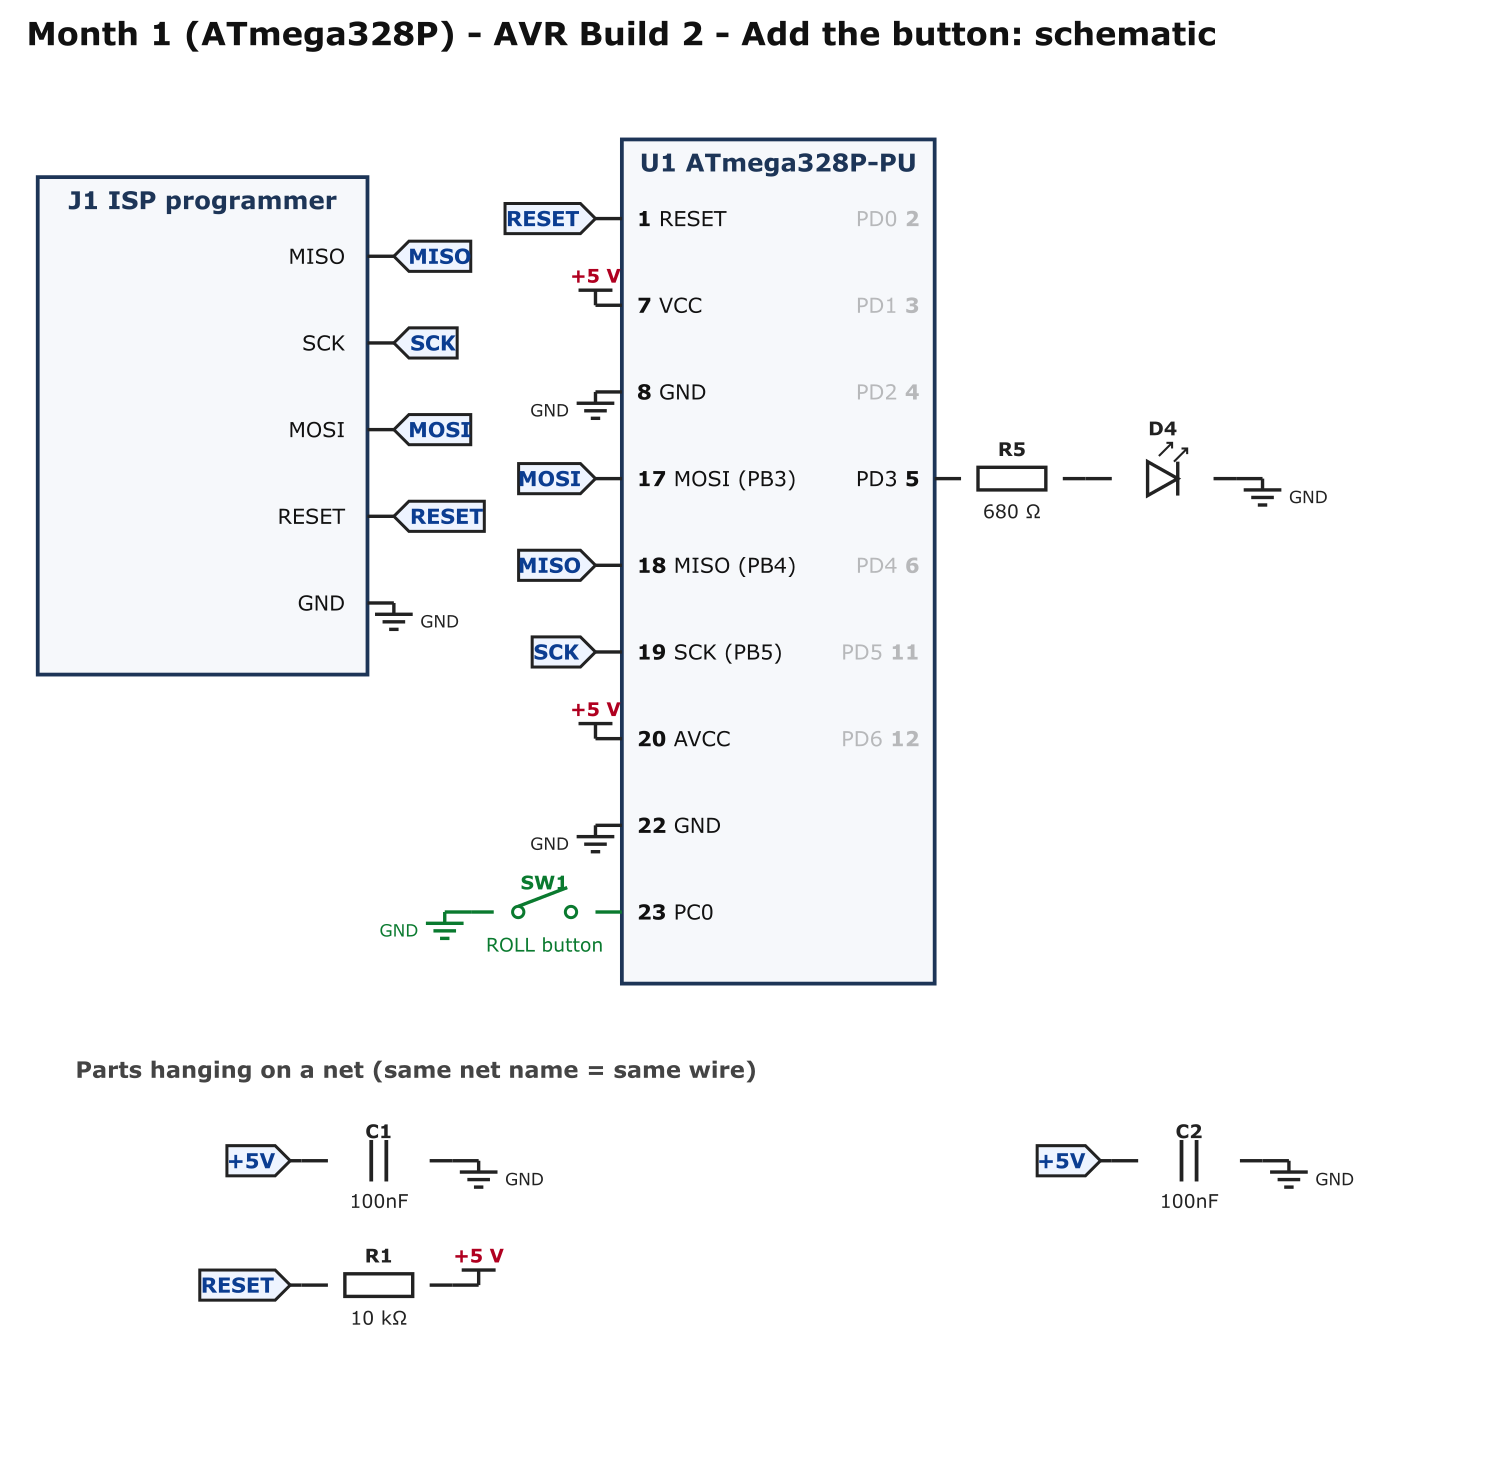 Month 1 (ATmega328P) - AVR Build 2 - Add the button: schematic
J1 ISP programmer
MISO
MISO
SCK
SCK
MOSI
MOSI
RESET
RESET
GND
GND
U1 ATmega328P-PU
RESET
1 RESET
PD0 2
+5 V
7 VCC
PD1 3
GND
8 GND
PD2 4
MOSI
17 MOSI (PB3)
PD3 5
R5
680 Ω
D4
GND
MISO
18 MISO (PB4)
PD4 6
SCK
19 SCK (PB5)
PD5 11
+5 V
20 AVCC
PD6 12
GND
22 GND
SW1
GND
ROLL button
23 PC0
Parts hanging on a net (same net name = same wire)
+5V
C1
100nF
GND
+5V
C2
100nF
GND
RESET
R1
10 kΩ
+5 V